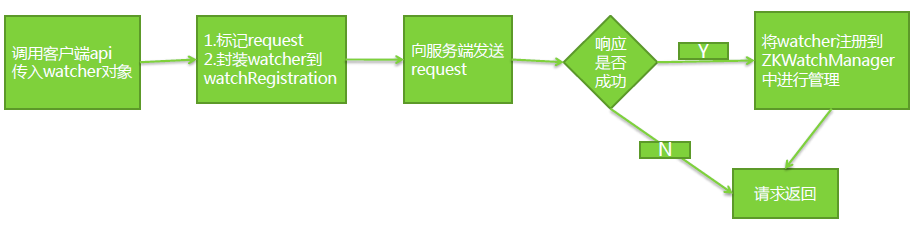 调用客户端api
传入watcher对象
1.标记request
2.封装watcher到
watchRegistration
向服务端发送
request
响应
是否
成功
Y
将watcher注册到
ZKWatchManager
中进行管理
N
请求返回